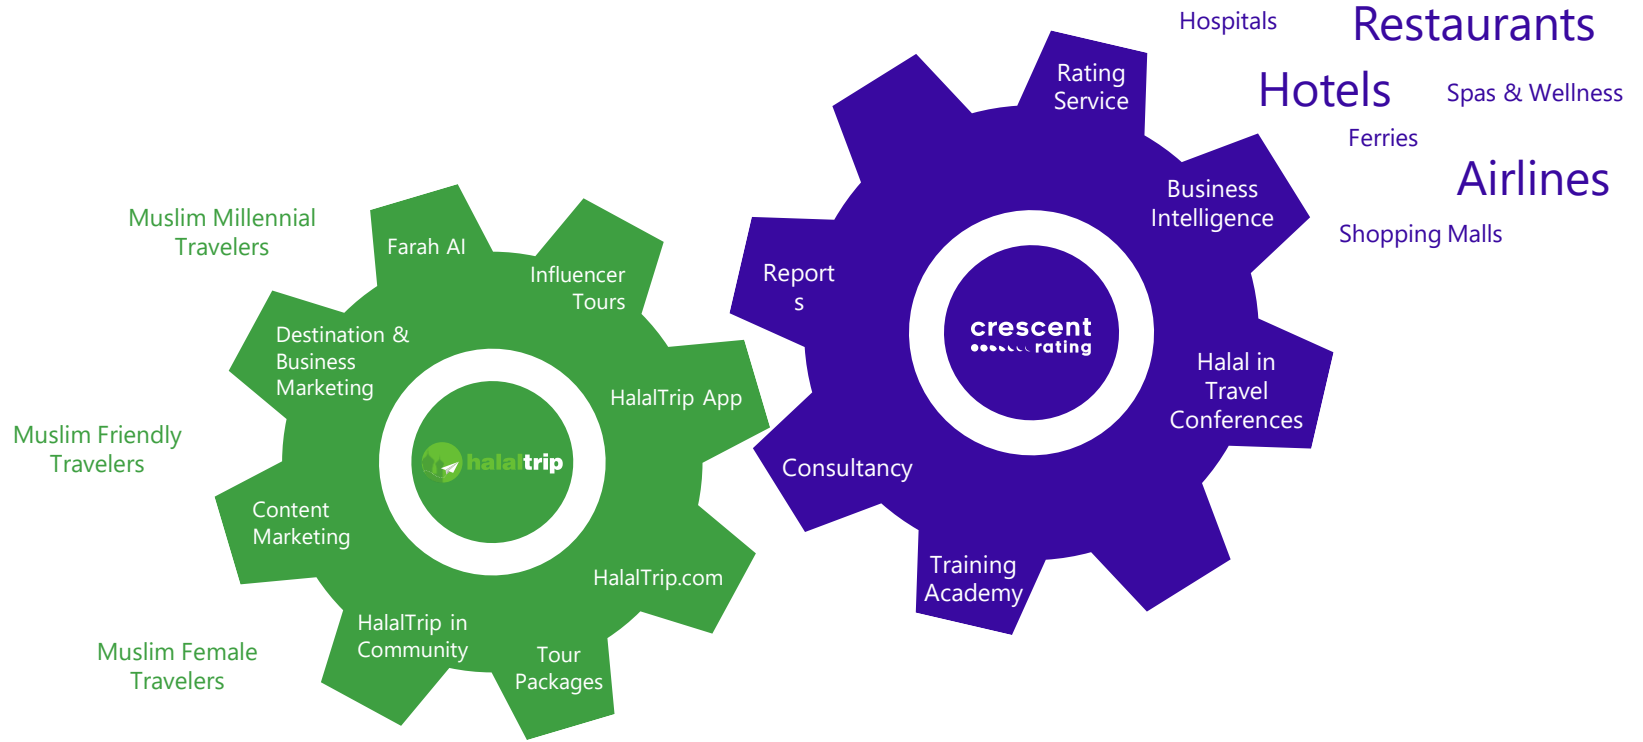 Hospitals
Restaurants
Hotels
Spas & Wellness
Ferries
Airlines
Shopping Malls
Rating
Service
Business
Intelligence
Report
s
crescent
rating
Halal in
Travel
Conferences
Consultancy
Training
Academy
Muslim Millennial
Travelers
Farah AI
Influencer
Tours
Destination &
Business
Marketing
HalalTrip App
Muslim Friendly
Travelers
halaltrip
Content
Marketing
HalalTrip.com
HalalTrip in
Community
Tour
Packages
Muslim Female
Travelers